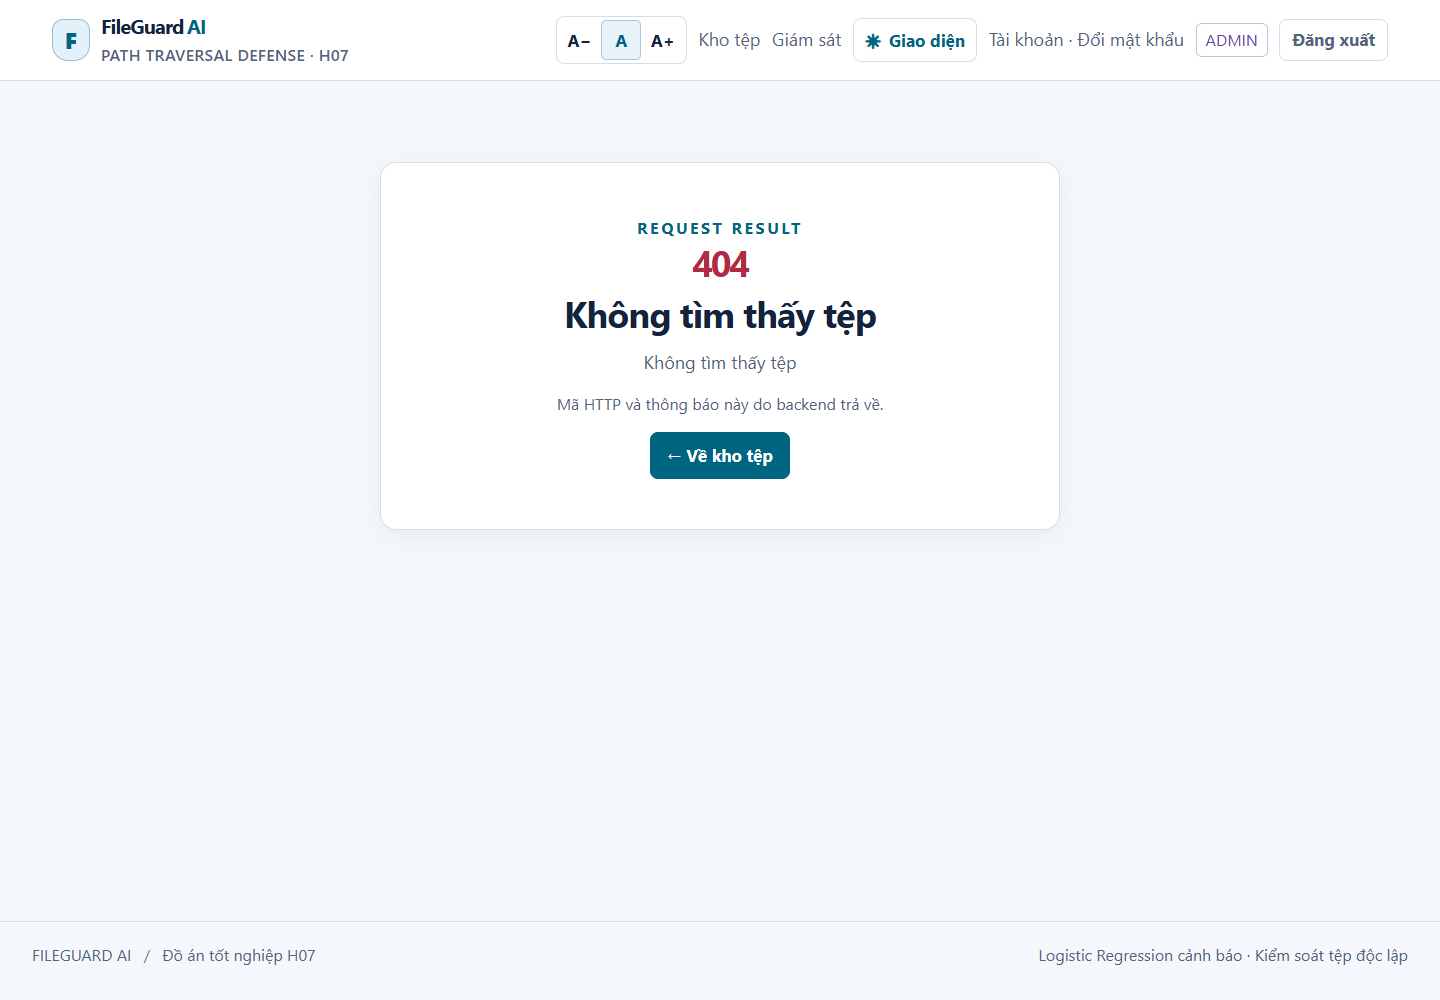 F
FileGuard AI
PATH TRAVERSAL DEFENSE · H07
A− A A+ Kho tệp Giám sát ✷ Giao diện Tài khoản · Đổi mật khẩu ADMIN Đăng xuất
REQUEST RESULT
404
Không tìm thấy tệp
Không tìm thấy tệp
Mã HTTP và thông báo này do backend trả về.
← Về kho tệp
FILEGUARD AI / Đồ án tốt nghiệp H07
Logistic Regression cảnh báo · Kiểm soát tệp độc lập